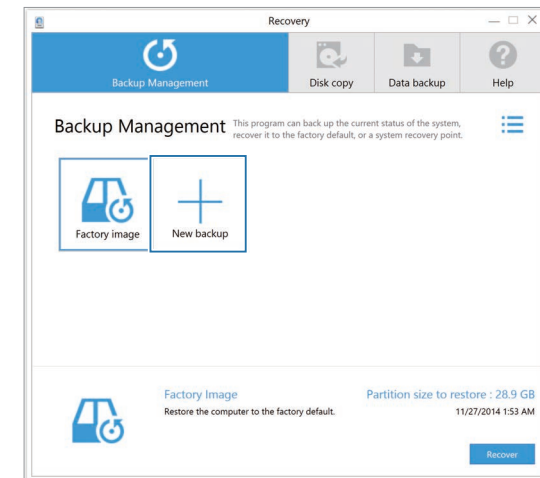 Recovery
Backup Management
Disk copy
Data backup
Help
Backup Management
This program can back up the current status of the system,
recover it to the factory default, or a system recovery point.
Factory image
New backup
Factory Image
Partition size to restore : 28.9 GB
Restore the computer to the factory default.
11/27/2014 1:53 AM
Recover